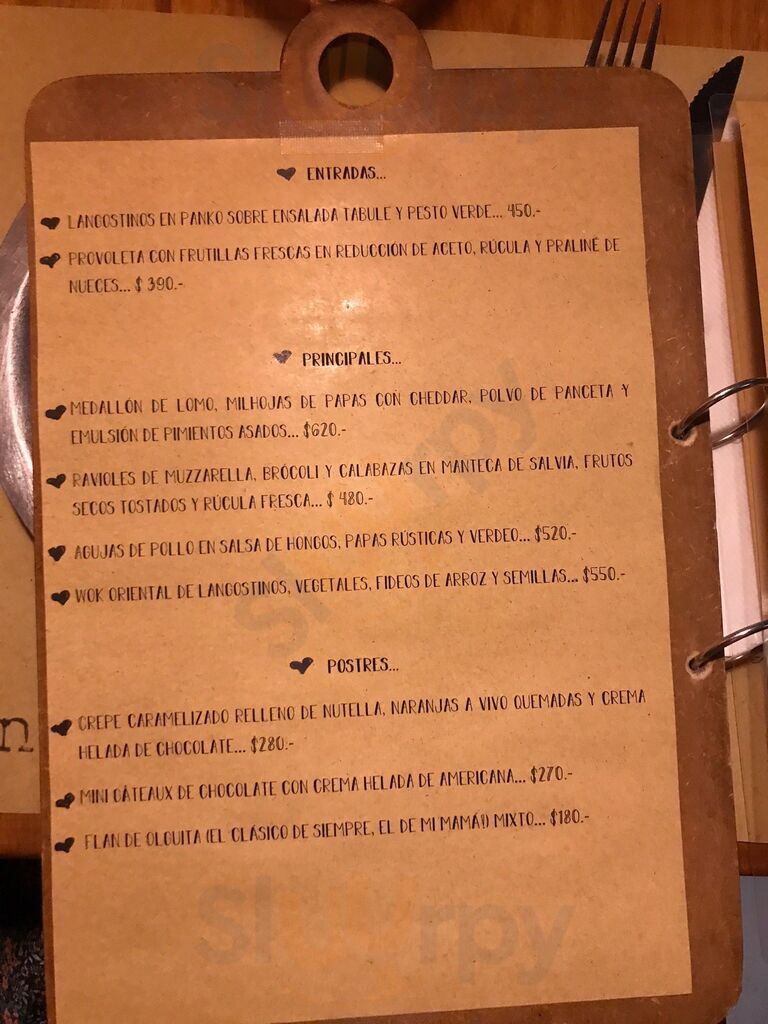 ENTRADAS...
LANGOSTINOS EN PANKO SOBRE ENSALADA TABULE Y PESTO VERDE... 450.-
PROVOLETA CON FRUTILLAS FRESCAS EN REDUCCIÓN DE ACETO, RÚCULA Y PRALINÉ DE
NUECES... $ 390.-
PRINCIPALES...
MEDALLÓN DE LOMO, MILHOJAS DE PAPAS CON CHEDDAR, POLVO DE PANCETA Y
EMULSIÓN DE PIMIENTOS ASADOS... $620.-
RAVIOLES DE MUZZARELLA, BRÓCOLI Y CALABAZAS EN MANTECA DE SALVIA, FRUTOS
SECOS TOSTADOS Y RÚCULA FRESCA... $ 480.-
AGUJAS DE POLLO EN SALSA DE HONGOS, PAPAS RÚSTICAS Y VERDEO... $520.-
WOK ORIENTAL DE LANGOSTINOS, VEGETALES, FIDEOS DE ARROZ Y SEMILLAS... $550.-
POSTRES...
CREPE CARAMELIZADO RELLENO DE NUTELLA, NARANJAS A VIVO QUEMADAS Y CREMA
HELADA DE CHOCOLATE... $280.-
MINI GÂTEAUX DE CHOCOLATE CON CREMA HELADA DE AMERICANA... $270.-
FLAN DE OLGUITA (EL CLÁSICO DE SIEMPRE, EL DE MI MAMÁ!!) MIXTO... $180.-
n
Slurrpy